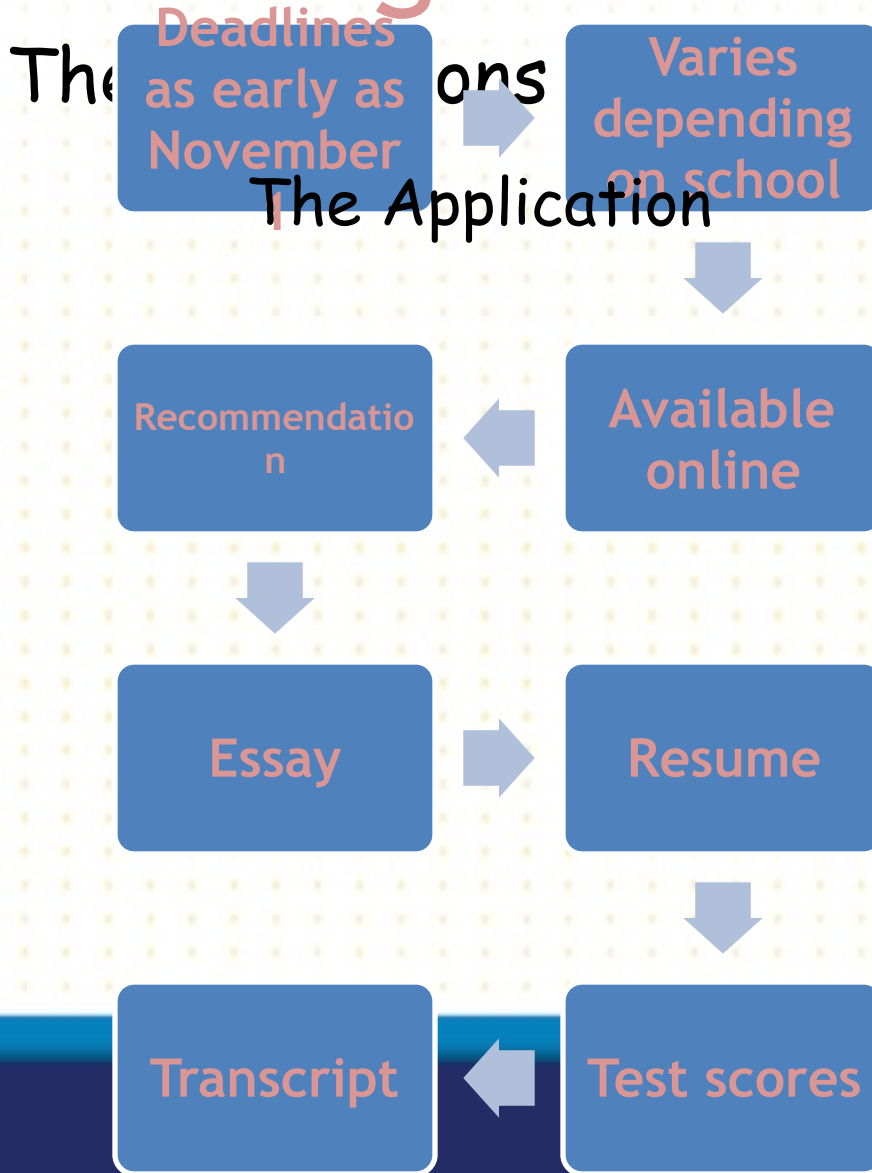 The
ons
The Application
Deadlines
as early as
November
1
Varies
depending
on school
Available
online
Recommendatio
n
Essay
Resume
Test scores
Transcript